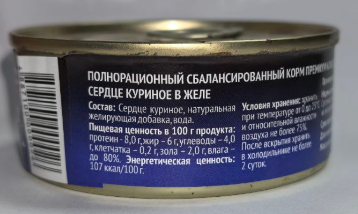 ПОЛНОРАЦИОННЫЙ СБАЛАНСИРОВАННЫЙ КОРМ ПРЕМИУМ
СЕРДЦЕ КУРИНОЕ В ЖЕЛЕ
Состав: Сердце куриное, натуральная
желирующая добавка, вода.
Пищевая ценность в 100 г продукта:
протеин - 8,0 г, жир - 6 г, углеводы - 4,0
г, клетчатка - 0,2 г, зола - 2,0 г, влага -
до 80%. Энергетическая ценность:
107 ккал/100 г.
Условия хранения: хранить
при температуре от 0 до 25°С
и относительной влажности
воздуха не более 75%.
После вскрытия хранить
в холодильнике не более
2 суток.